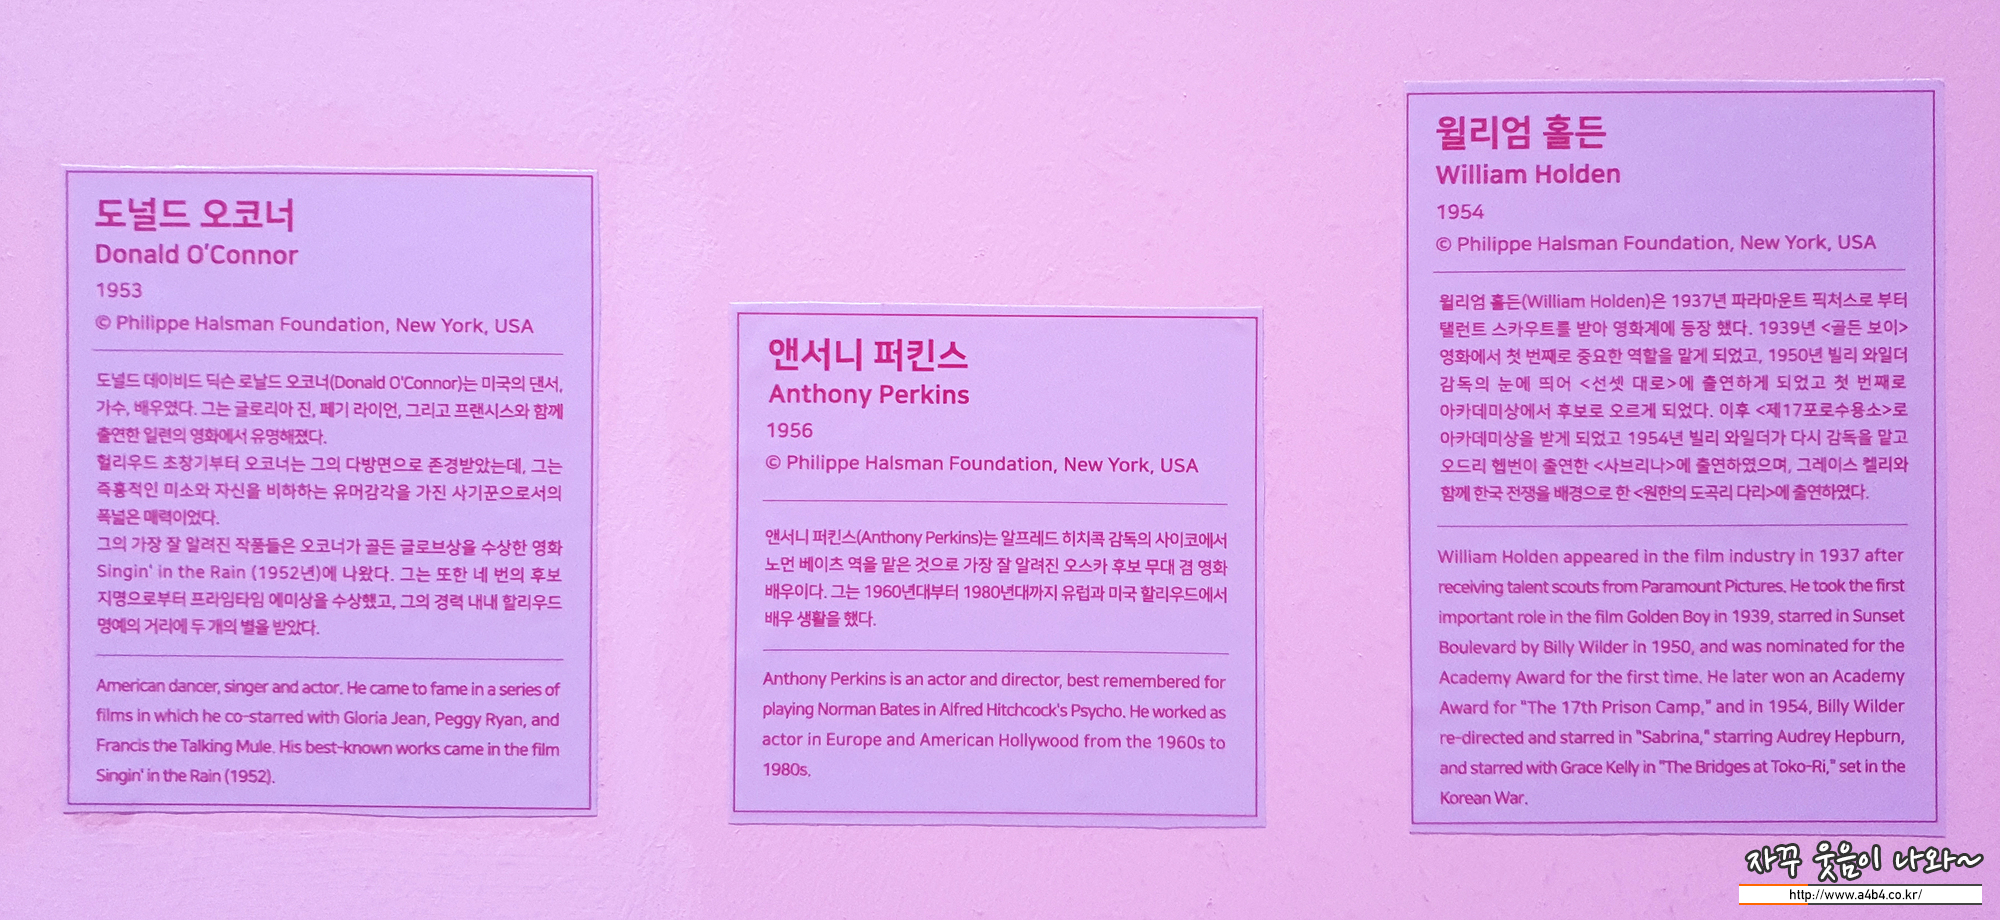 도널드 오코너
Donald O'Connor
1953
© Philippe Halsman Foundation, New York, USA
도널드 데이비드 딕슨 로날드 오코너(Donald O'Connor)는 미국의 댄서,
가수, 배우였다. 그는 글로리아 진, 페기 라이언, 그리고 프랜시스와 함께
출연한 일련의 영화에서 유명해졌다.
헐리우드 초창기부터 오코너는 그의 다방면으로 존경받았는데, 그는
즉흥적인 미소와 자신을 비하하는 유머감각을 가진 사기꾼으로서의
폭넓은 매력이었다.
그의 가장 잘 알려진 작품들은 오코너가 골든 글로브상을 수상한 영화
Singin' in the Rain (1952년)에 나왔다. 그는 또한 네 번의 후보
지명으로부터 프라임타임 에미상을 수상했고, 그의 경력 내내 할리우드
명예의 거리에 두 개의 별을 받았다.
American dancer, singer and actor. He came to fame in a series of
films in which he co-starred with Gloria Jean, Peggy Ryan, and
Francis the Talking Mule. His best-known works came in the film
Singin' in the Rain (1952).
앤서니 퍼킨스
Anthony Perkins
1956
© Philippe Halsman Foundation, New York, USA
앤서니 퍼킨스(Anthony Perkins)는 알프레드 히치콕 감독의 사이코에서
노먼 베이츠 역을 맡은 것으로 가장 잘 알려진 오스카 후보 무대 겸 영화
배우이다. 그는 1960년대부터 1980년대까지 유럽과 미국 할리우드에서
배우 생활을 했다.
Anthony Perkins is an actor and director, best remembered for
playing Norman Bates in Alfred Hitchcock's Psycho. He worked as
actor in Europe and American Hollywood from the 1960s to
1980s.
윌리엄 홀든
William Holden
1954
© Philippe Halsman Foundation, New York, USA
윌리엄 홀든(William Holden)은 1937년 파라마운트 픽처스로 부터
탤런트 스카우트를 받아 영화계에 등장 했다. 1939년 <골든 보이>
영화에서 첫 번째로 중요한 역할을 맡게 되었고, 1950년 빌리 와일더
감독의 눈에 띄어 <선셋 대로>에 출연하게 되었고 첫 번째로
아카데미상에서 후보로 오르게 되었다. 이후 <제17포로수용소>로
아카데미상을 받게 되었고 1954년 빌리 와일더가 다시 감독을 맡고
오드리 헵번이 출연한 <사브리나>에 출연하였으며, 그레이스 켈리와
함께 한국 전쟁을 배경으로 한 <원한의 도곡리 다리>에 출연하였다.
William Holden appeared in the film industry in 1937 after
receiving talent scouts from Paramount Pictures. He took the first
important role in the film Golden Boy in 1939, starred in Sunset
Boulevard by Billy Wilder in 1950, and was nominated for the
Academy Award for the first time. He later won an Academy
Award for "The 17th Prison Camp," and in 1954, Billy Wilder
re-directed and starred in "Sabrina," starring Audrey Hepburn,
and starred with Grace Kelly in "The Bridges at Toko-Ri," set in the
Korean War.
자꾸 웃음이 나와~
http://www.a4b4.co.kr/